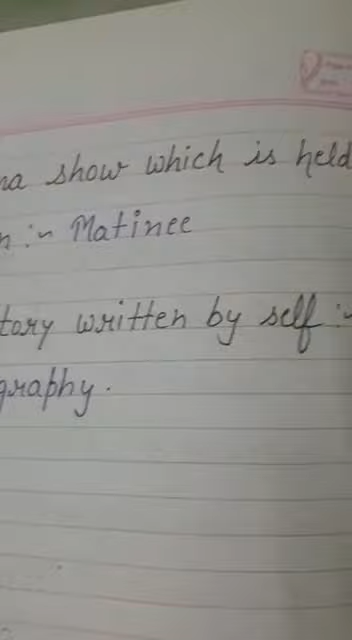 na show which is held
n :~ Matinee
tory written by self :~
graphy.